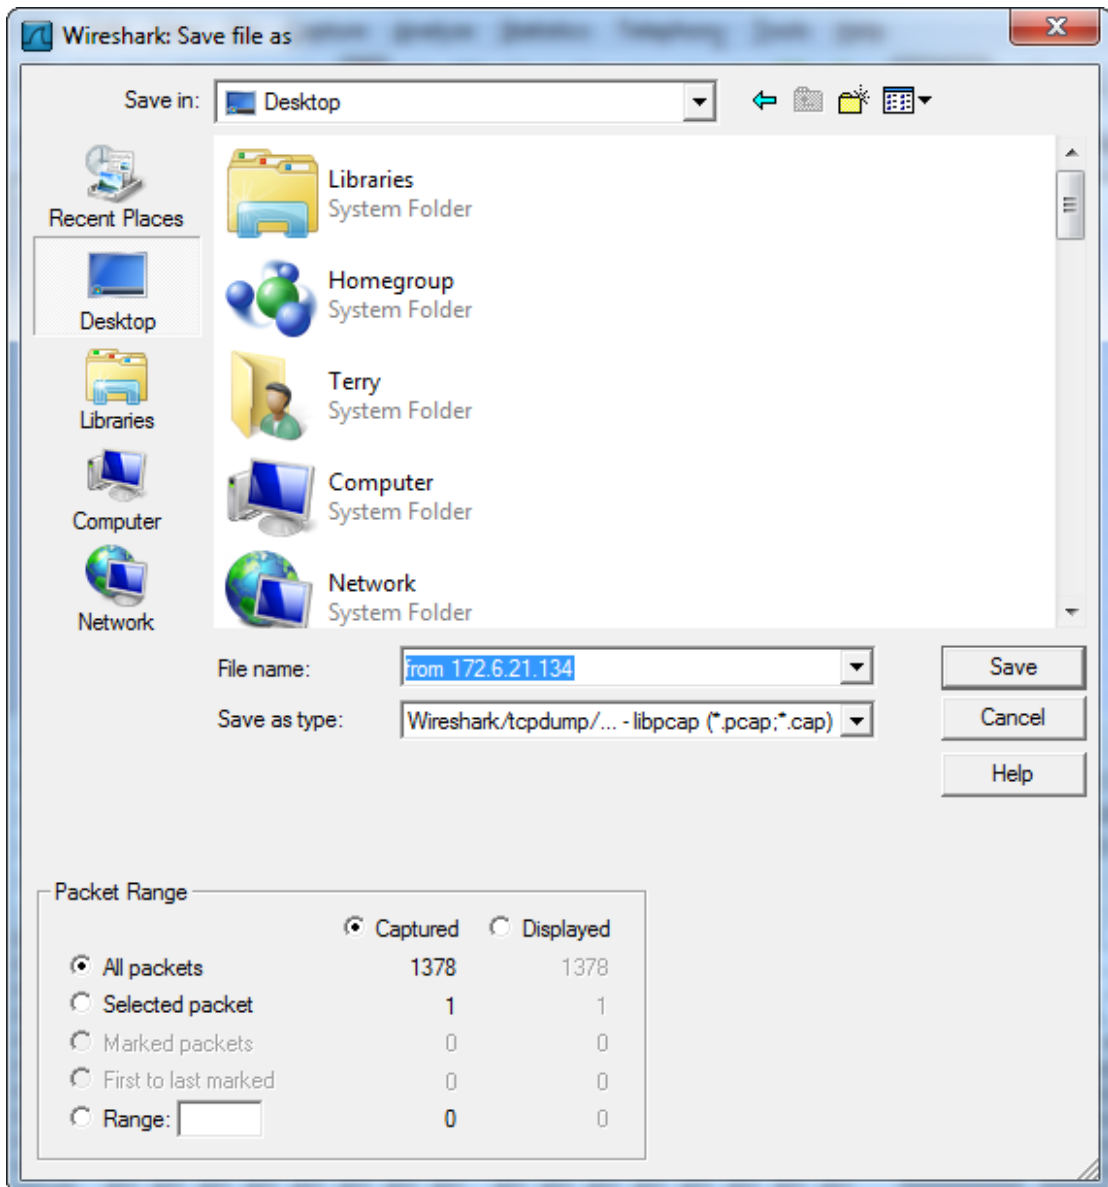 Wireshark: Save file as
Save in: Desktop
Recent Places
Desktop
Libraries
Computer
Network
Libraries
System Folder
Homegroup
System Folder
Terry
System Folder
Computer
System Folder
Network
System Folder
File name: from 172.6.21.134
Save
Save as type: Wireshark/tcpdump/... - libpcap (*.pcap;*.cap)
Cancel
Help
Packet Range
Captured Displayed
All packets 1378 1378
Selected packet 1 1
Marked packets 0 0
First to last marked 0 0
Range: 0 0